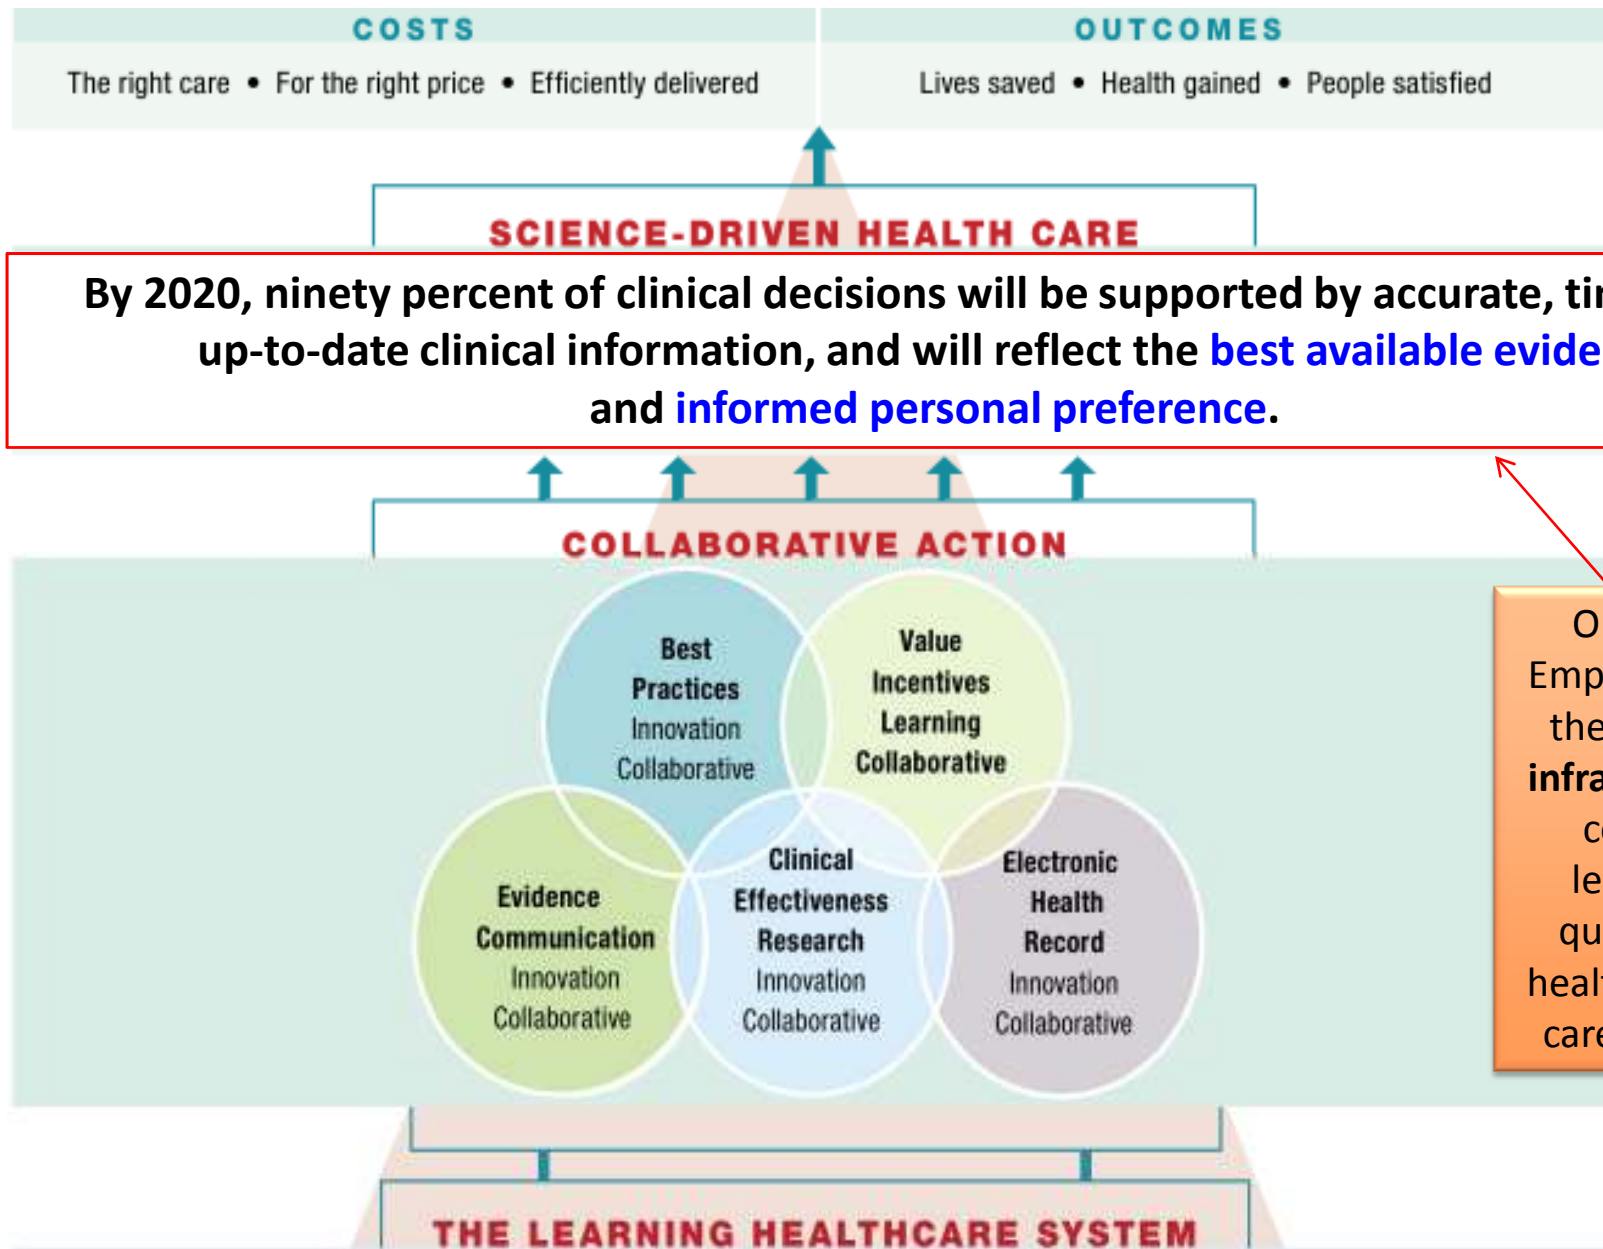 COSTS
OUTCOMES
The right care • For the right price • Efficiently delivered
Lives saved • Health gained • People satisfied
SCIENCE-DRIVEN HEALTH CARE
By 2020, ninety percent of clinical decisions will be supported by accurate,
up-to-date clinical information, and will reflect the best available
and informed personal preference.
COLLABORATIVE ACTION
Best
Practices
Innovation
Collaborative
Value
Incentives
Learning
Collaborative
Evidence
Communication
Innovation
Collaborative
Clinical
Effectiveness
Research
Innovation
Collaborative
Electronic
Health
Record
Innovation
Collaborative
the
THE LEARNING HEALTHCARE SYSTEM